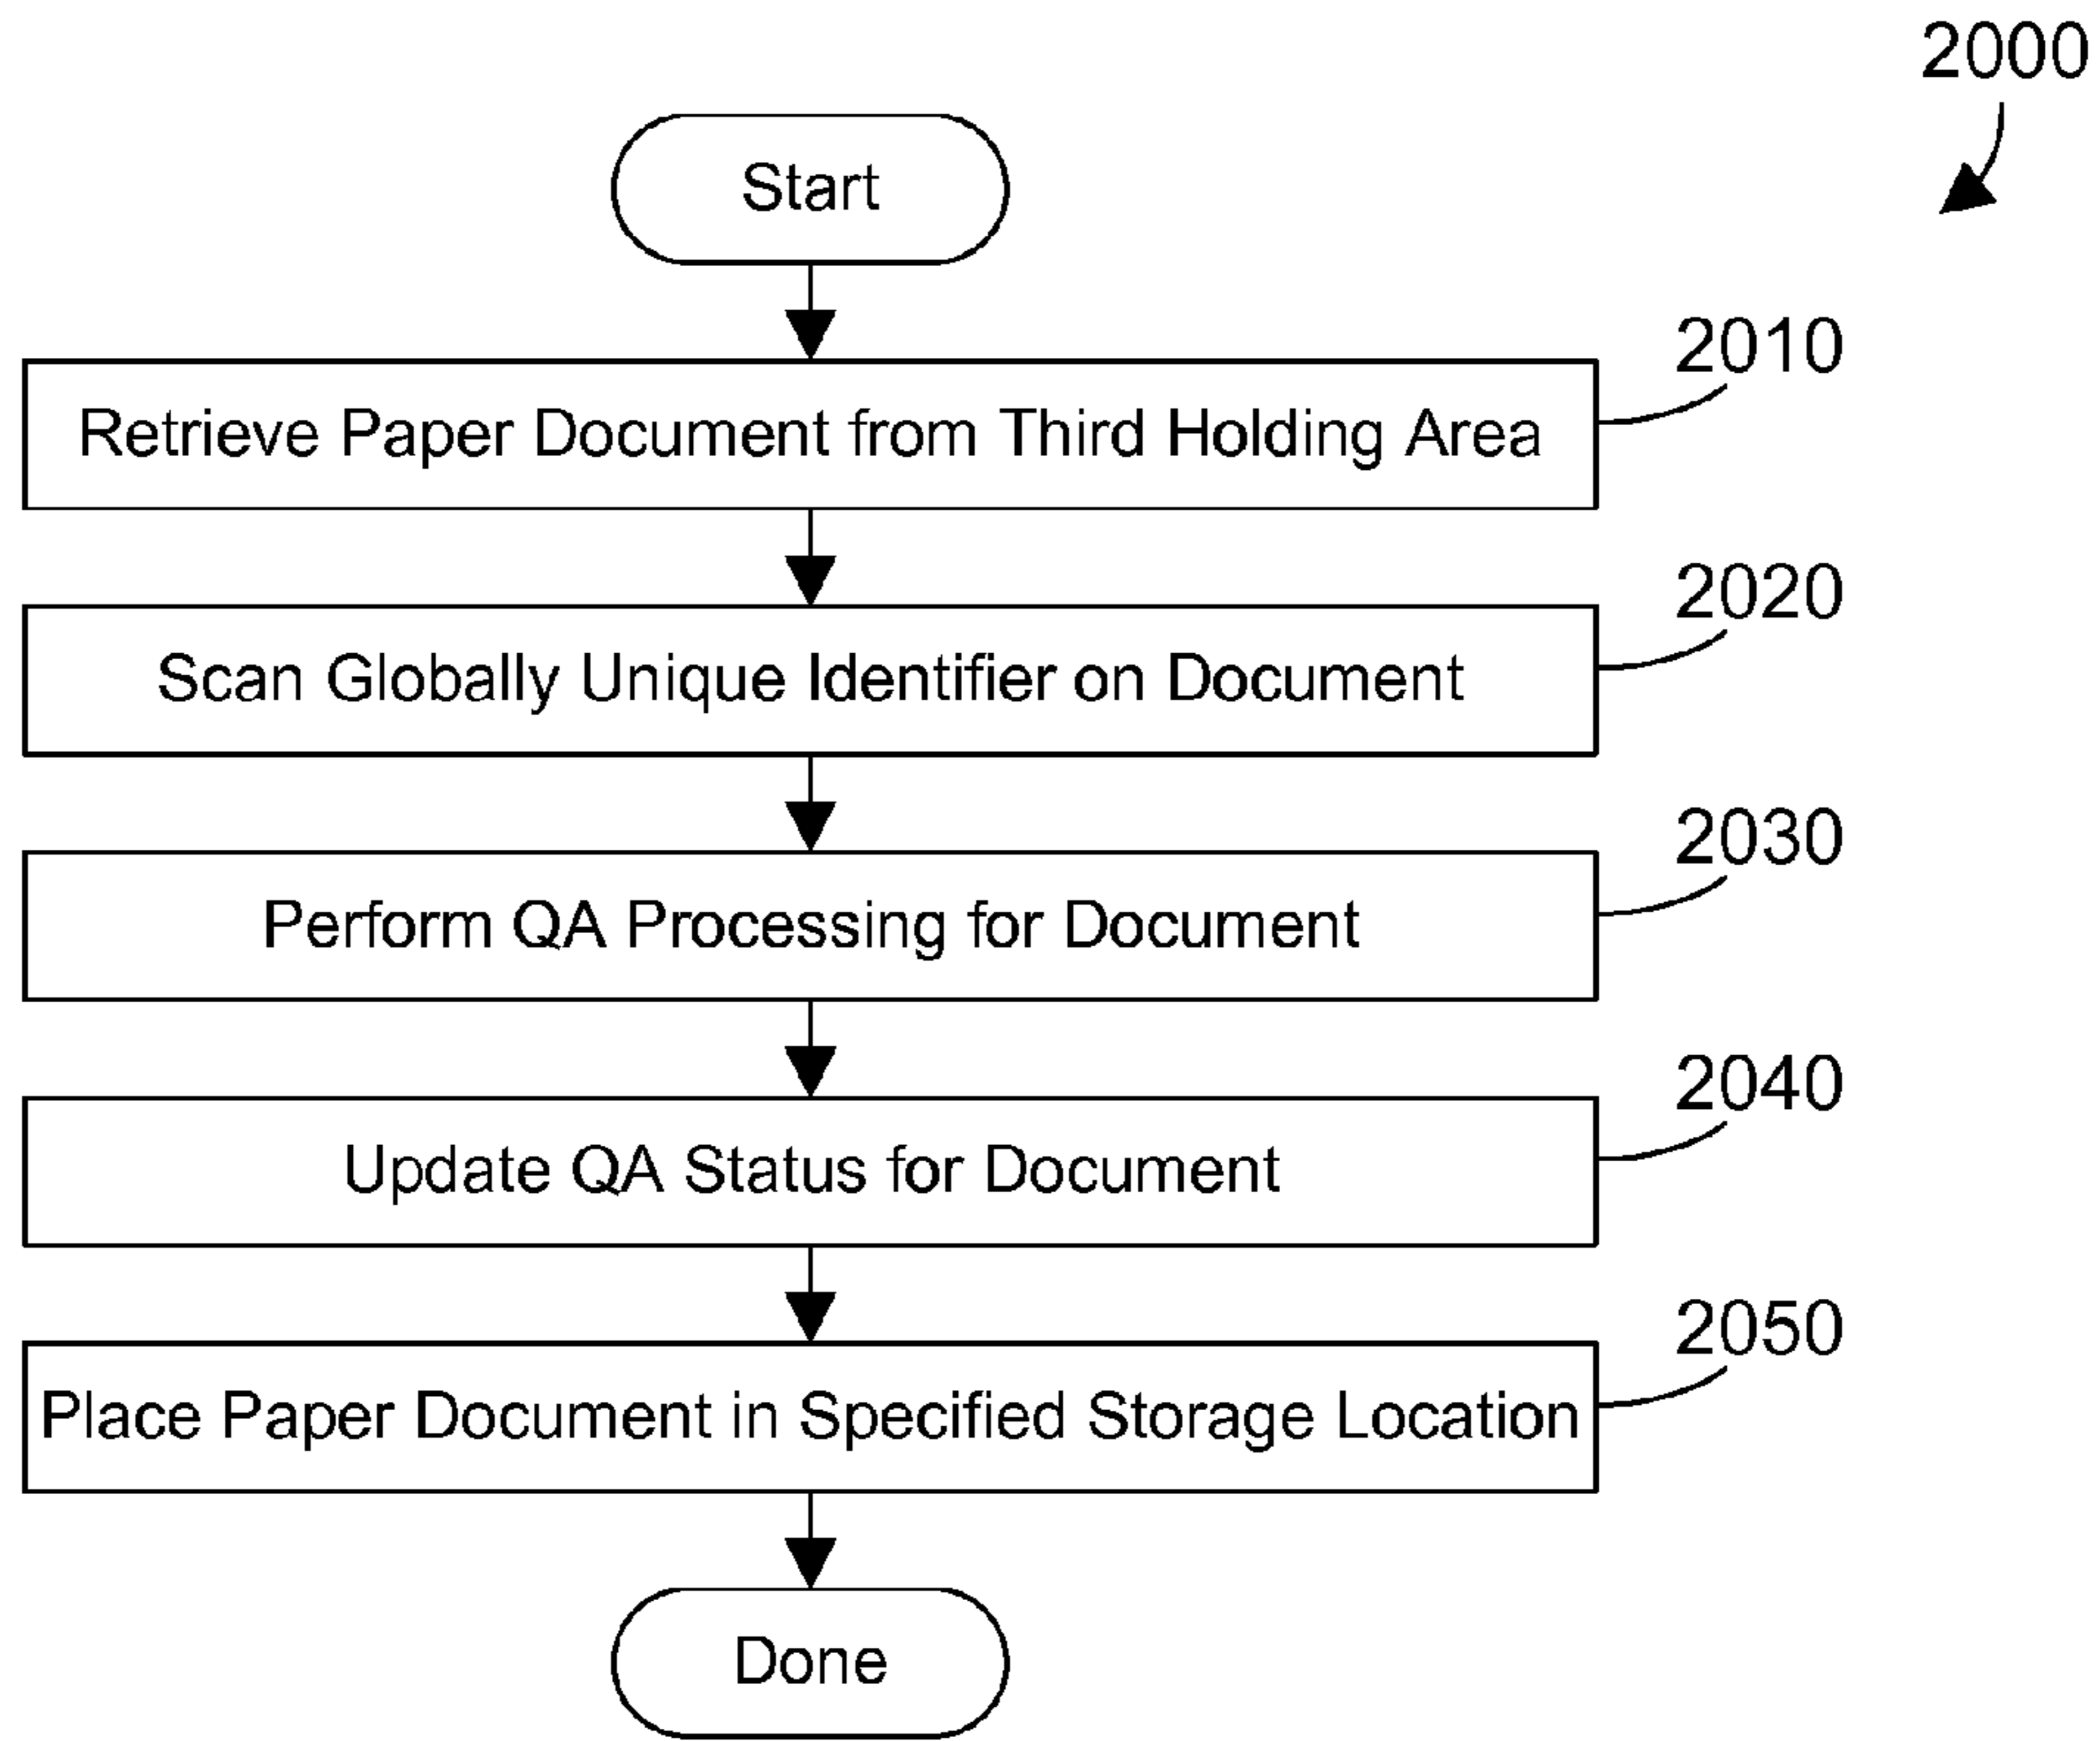 2000
Start
2010
Retrieve Paper Document from Third Holding Area
2020
Scan Globally Unique Identifier on Document
2030
Perform QA Processing for Document
2040
Update QA Status for Document
2050
Place Paper Document in Specified Storage Location
Done